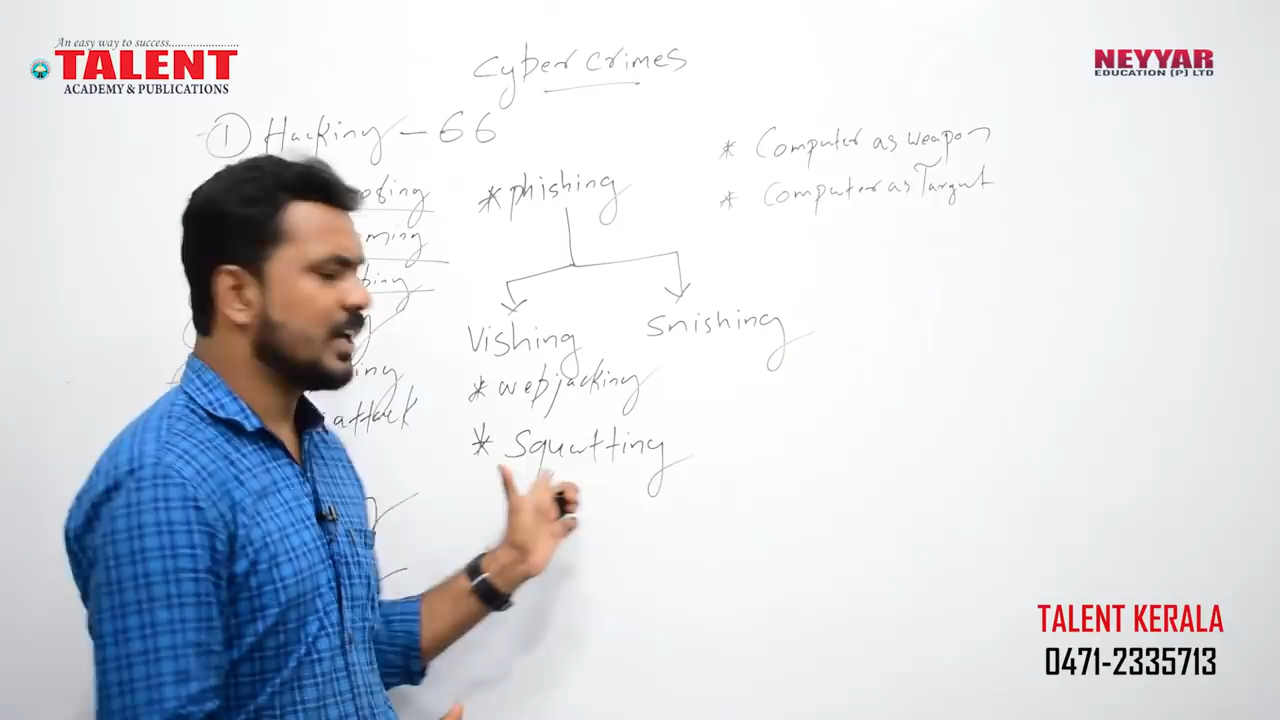 An easy way to success.......................
TALENT
ACADEMY & PUBLICATIONS
NEYYAR
EDUCATION (P) LTD
Cyber crimes
① Hacking - 66
* phishing
Vishing
Snishing
* webjacking
* Squatting
attack
* Computer as weapon
* Computer as Target
TALENT KERALA
0471-2335713